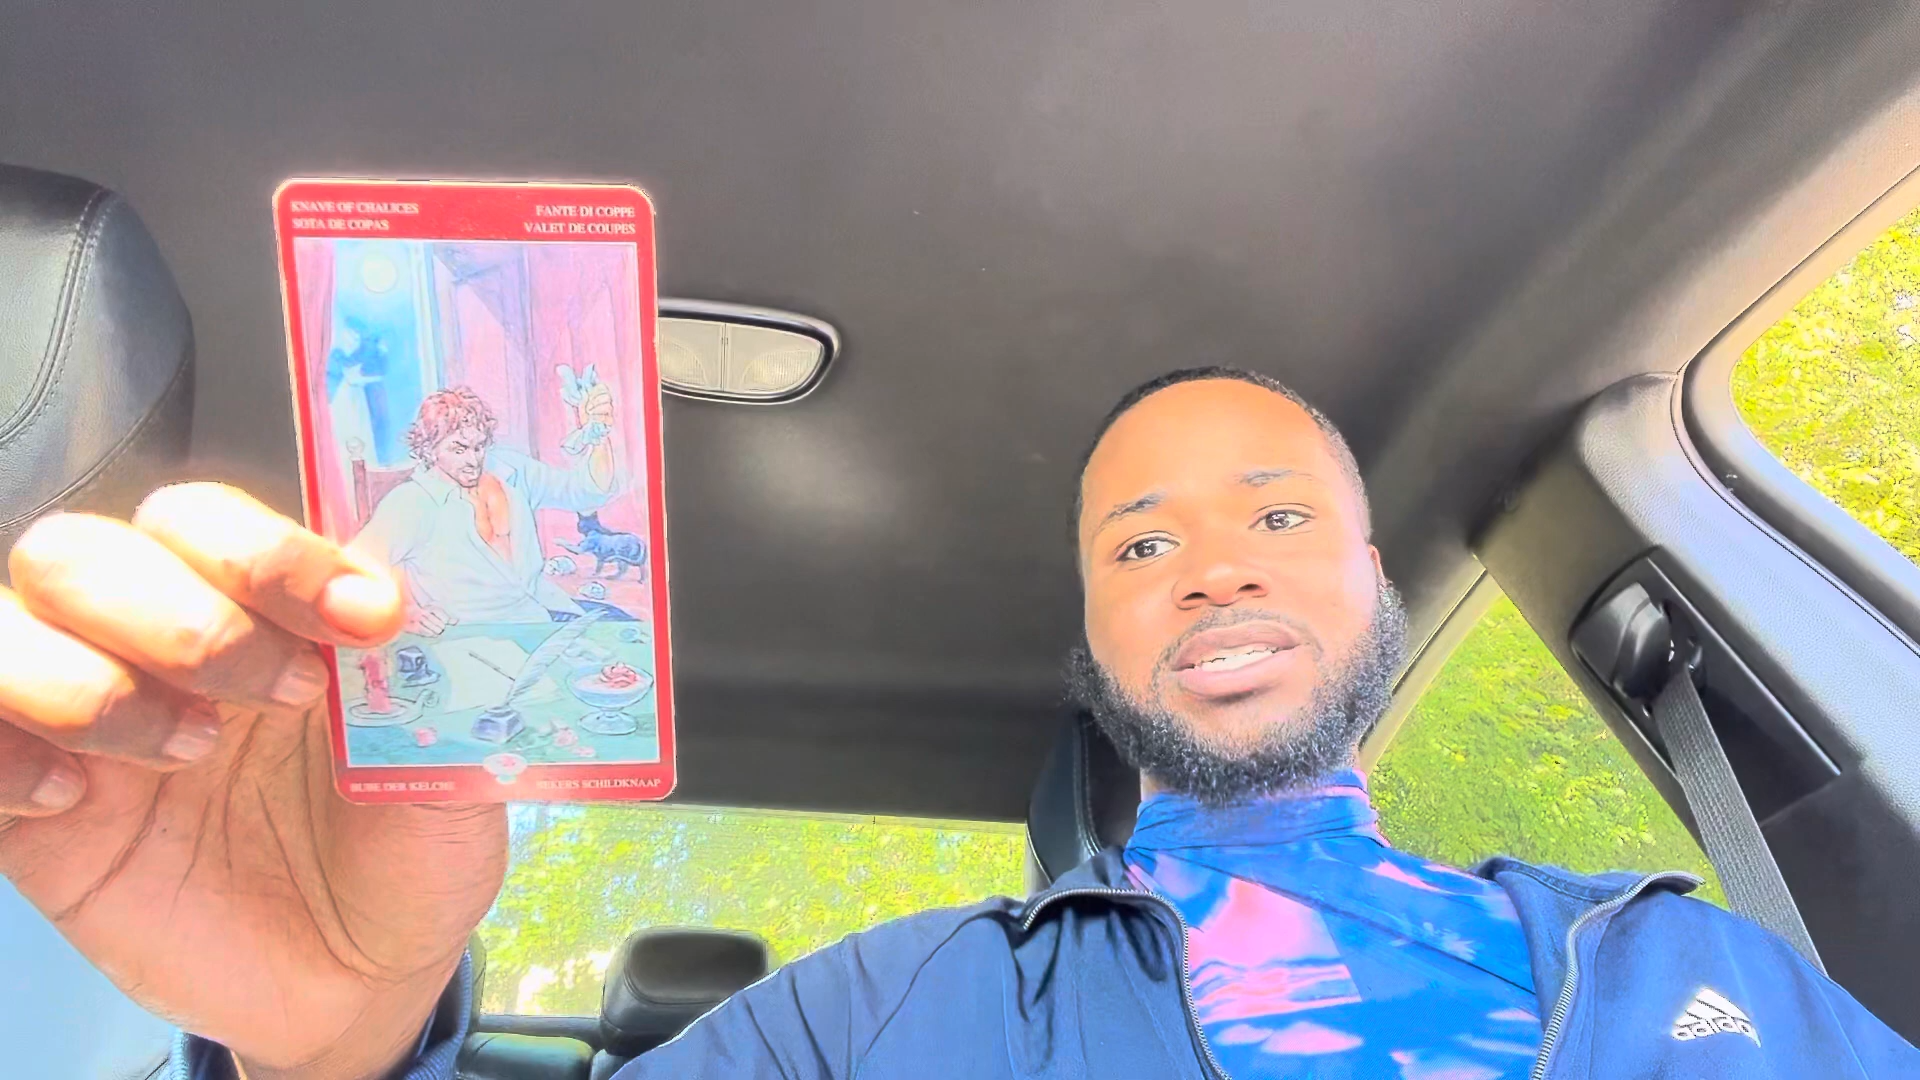 KNAVE OF CHALICES
SOTA DE COPAS
FANTE DI COPPE
VALET DE COUPES
BUBE DER KELCHE
BEKERS SCHILDKNAAP
adidas